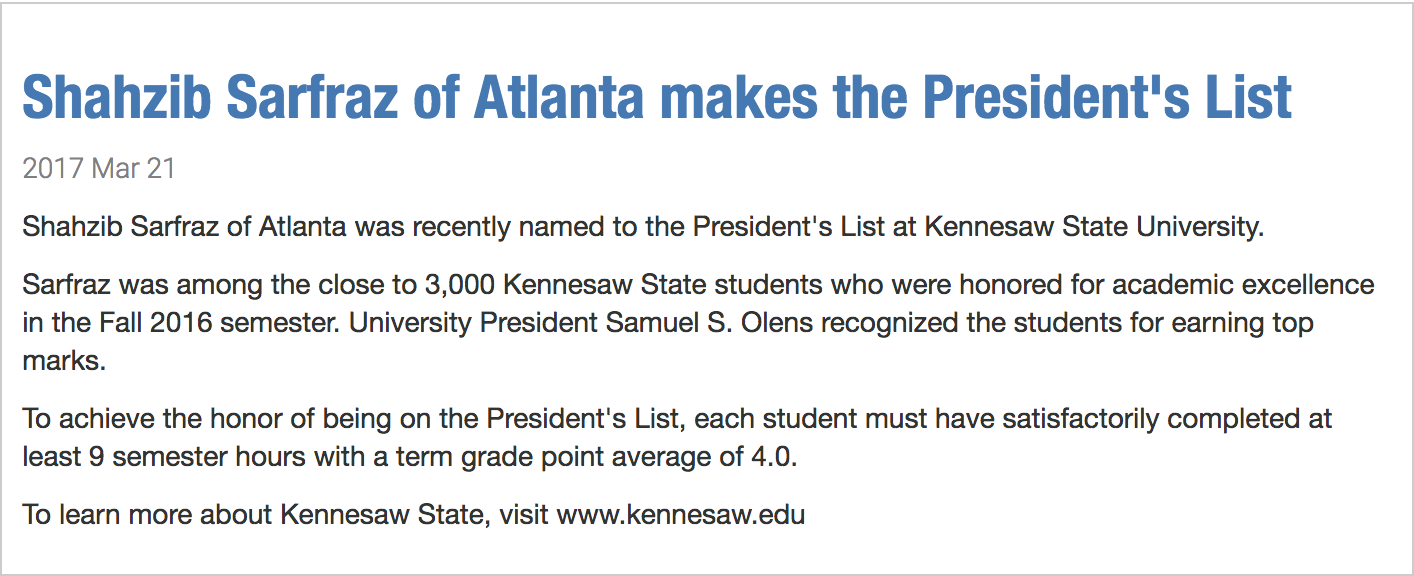 Shahzib Sarfraz of Atlanta makes the President's List
2017 Mar 21
Shahzib Sarfraz of Atlanta was recently named to the President's List at Kennesaw State University.
Sarfraz was among the close to 3,000 Kennesaw State students who were honored for academic excellence
in the Fall 2016 semester. University President Samuel S. Olens recognized the students for earning top
marks.
To achieve the honor of being on the President's List, each student must have satisfactorily completed at
least 9 semester hours with a term grade point average of 4.0.
To learn more about Kennesaw State, visit www.kennesaw.edu